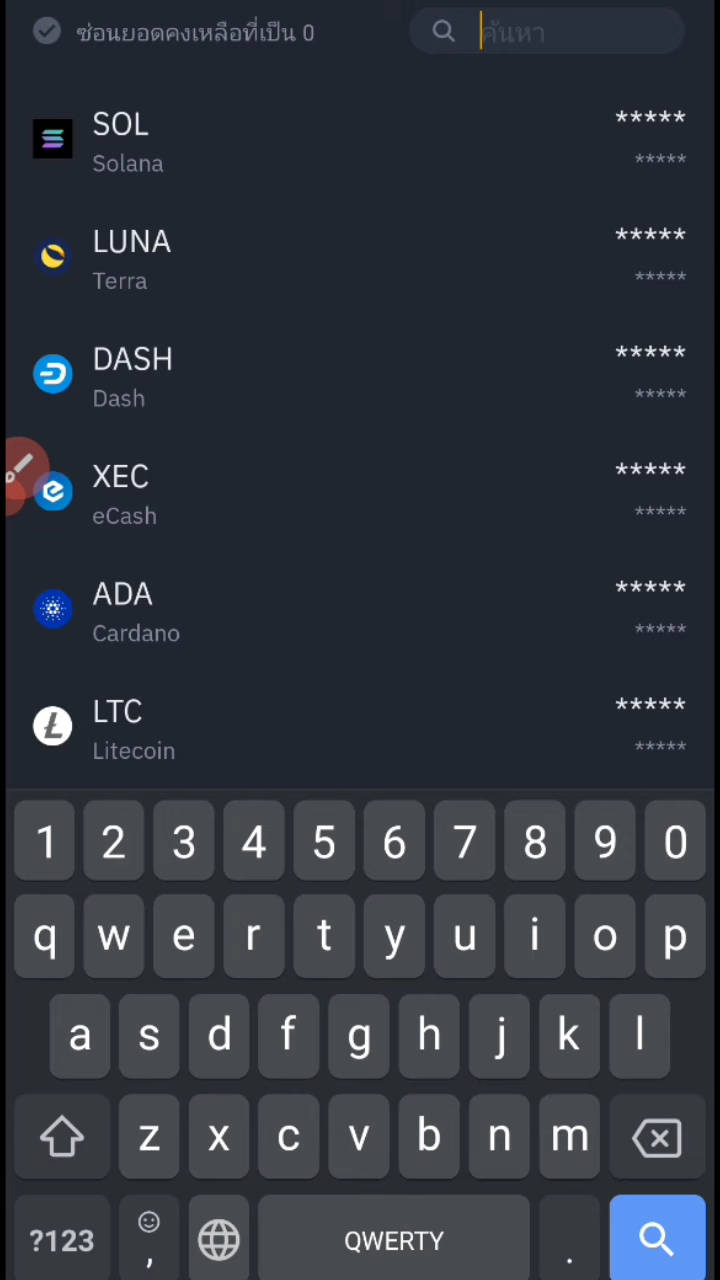 ซ่อนยอดคงเหลือที่เป็น 0
ค้นหา
SOL
*****
Solana
*****
LUNA
*****
Terra
*****
DASH
*****
Dash
*****
XEC
*****
eCash
*****
ADA
*****
Cardano
*****
LTC
*****
Litecoin
*****
1 2 3 4 5 6 7 8 9 0
q w e r t y u i o p
a s d f g h j k l
z x c v b n m
?123 , QWERTY .